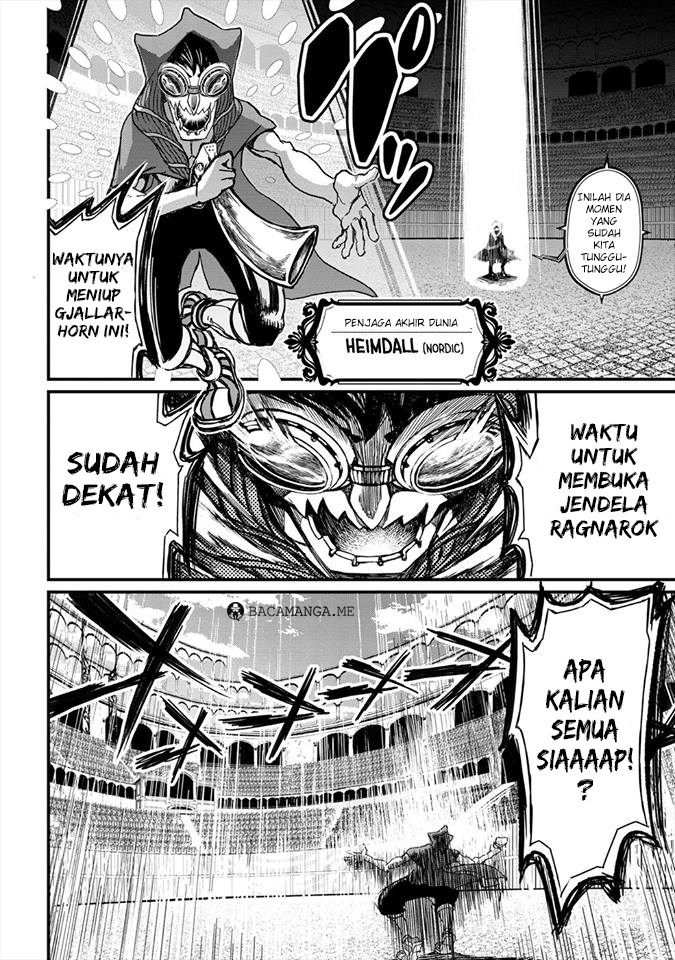 INILAH DIA
MOMEN
YANG
SUDAH
KITA
TUNGGU-
TUNGGU!
WAKTUNYA
UNTUK
MENIUP
GJALLAR-
HORN INI!
PENJAGA AKHIR DUNIA
HEIMDALL (NORDIC)
WAKTU
UNTUK
MEMBUKA
JENDELA
RAGNAROK
SUDAH
DEKAT!
BACAMANGA.ME
APA
KALIAN
SEMUA
SIAAAAP!
?